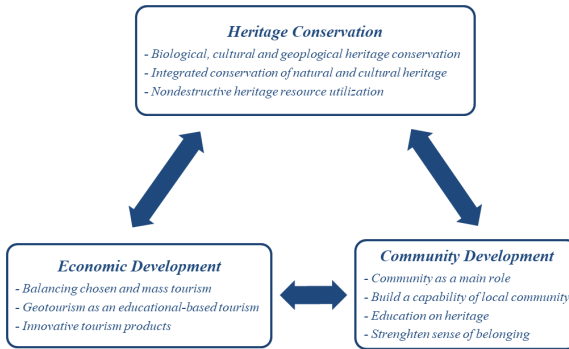 Heritage Conservation
- Biological, cultural and geoplogical heritage conservation
- Integrated conservation of natural and cultural heritage
- Nondestructive heritage resource utilization
Economic Development
- Balancing chosen and mass tourism
- Geotourism as an educational-based tourism
- Innovative tourism products
Community Development
- Community as a main role
- Build a capability of local community
- Education on heritage
- Strenghten sense of belonging